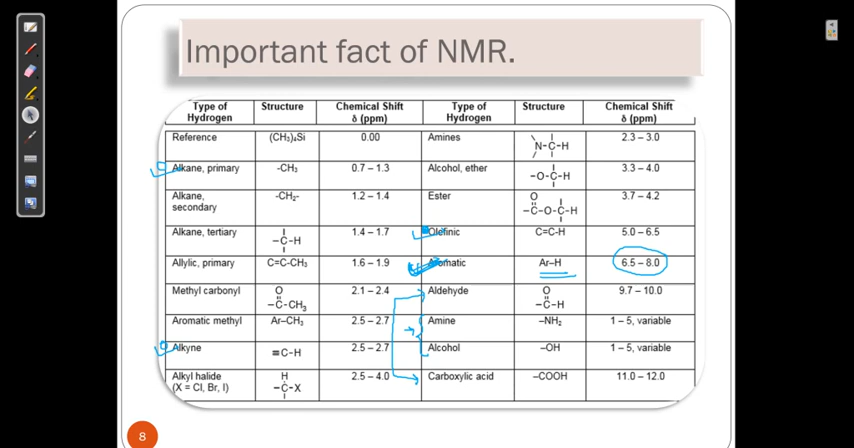 Important fact of NMR.
Type of Hydrogen Structure Chemical Shift δ (ppm) Type of Hydrogen Structure Chemical Shift δ (ppm)
Reference (CH₃)₄Si 0.00 Amines N-C-H 2.3 – 3.0
Alkane, primary -CH₃ 0.7 – 1.3 Alcohol, ether -O-C-H 3.3 – 4.0
Alkane, secondary -CH₂- 1.2 – 1.4 Ester O -C-O-C-H 3.7 – 4.2
Alkane, tertiary -C-H 1.4 – 1.7 Olefinic C=C-H 5.0 – 6.5
Allylic, primary C=C-CH₃ 1.6 – 1.9 Aromatic Ar–H 6.5 – 8.0
Methyl carbonyl O -C-CH₃ 2.1 – 2.4 Aldehyde O -C-H 9.7 – 10.0
Aromatic methyl Ar–CH₃ 2.5 – 2.7 Amine –NH₂ 1 – 5, variable
Alkyne ≡C-H 2.5 – 2.7 Alcohol –OH 1 – 5, variable
Alkyl halide (X = Cl, Br, I) H -C-X 2.5 – 4.0 Carboxylic acid –COOH 11.0 – 12.0
8